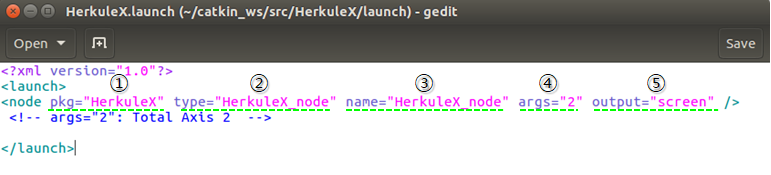 HerkuleX.launch (~/catkin_ws/src/HerkuleX/launch) - gedit
Open Save
<?xml version="1.0"?>
① ② ③ ④ ⑤
<launch>
<node pkg="HerkuleX" type="HerkuleX_node" name="HerkuleX_node" args="2" output="screen" />
<!-- args="2": Total Axis 2 -->
</launch>